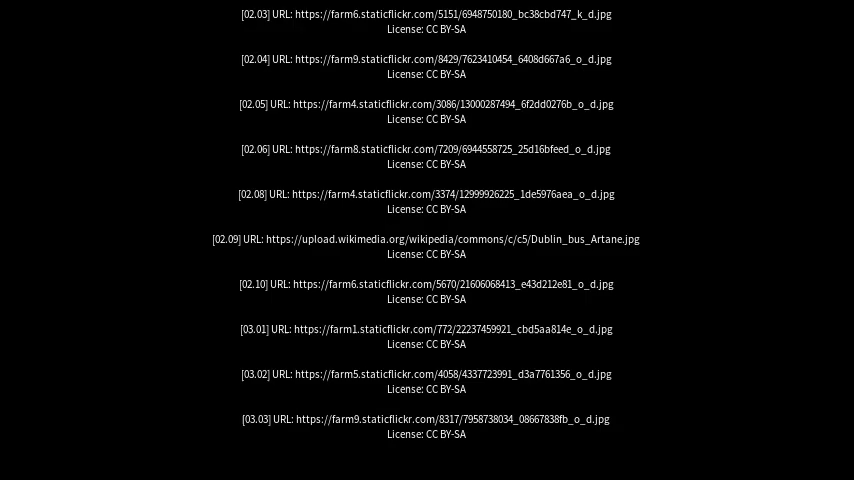 [02.03] URL: https://farm6.staticflickr.com/5151/6948750180_bc38cbd747_k_d.jpg
License: CC BY-SA
[02.04] URL: https://farm9.staticflickr.com/8429/7623410454_6408d667a6_o_d.jpg
License: CC BY-SA
[02.05] URL: https://farm4.staticflickr.com/3086/13000287494_6f2dd0276b_o_d.jpg
License: CC BY-SA
[02.06] URL: https://farm8.staticflickr.com/7209/6944558725_25d16bfeed_o_d.jpg
License: CC BY-SA
[02.08] URL: https://farm4.staticflickr.com/3374/12999926225_1de5976aea_o_d.jpg
License: CC BY-SA
[02.09] URL: https://upload.wikimedia.org/wikipedia/commons/c/c5/Dublin_bus_Artane.jpg
License: CC BY-SA
[02.10] URL: https://farm6.staticflickr.com/5670/21606068413_e43d212e81_o_d.jpg
License: CC BY-SA
[03.01] URL: https://farm1.staticflickr.com/772/22237459921_cbd5aa814e_o_d.jpg
License: CC BY-SA
[03.02] URL: https://farm5.staticflickr.com/4058/4337723991_d3a7761356_o_d.jpg
License: CC BY-SA
[03.03] URL: https://farm9.staticflickr.com/8317/7958738034_08667838fb_o_d.jpg
License: CC BY-SA